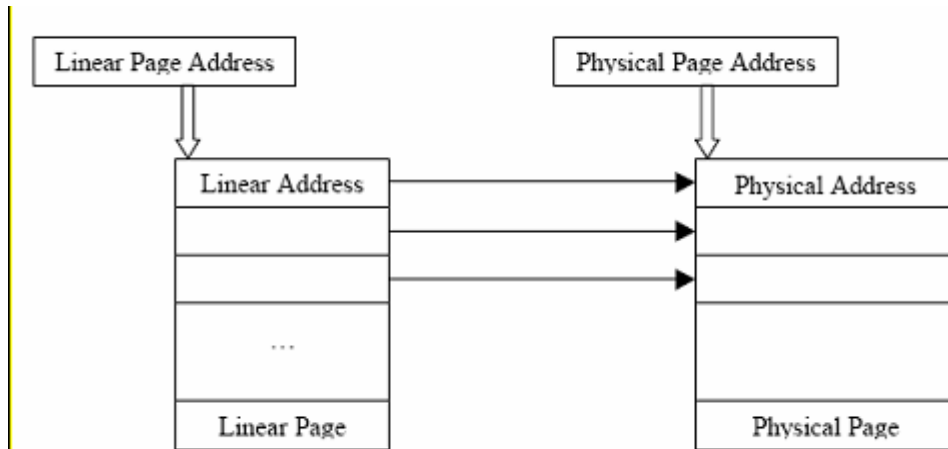 Linear Page Address
Physical Page Address
Linear Address
Physical Address
...
Linear Page
Physical Page